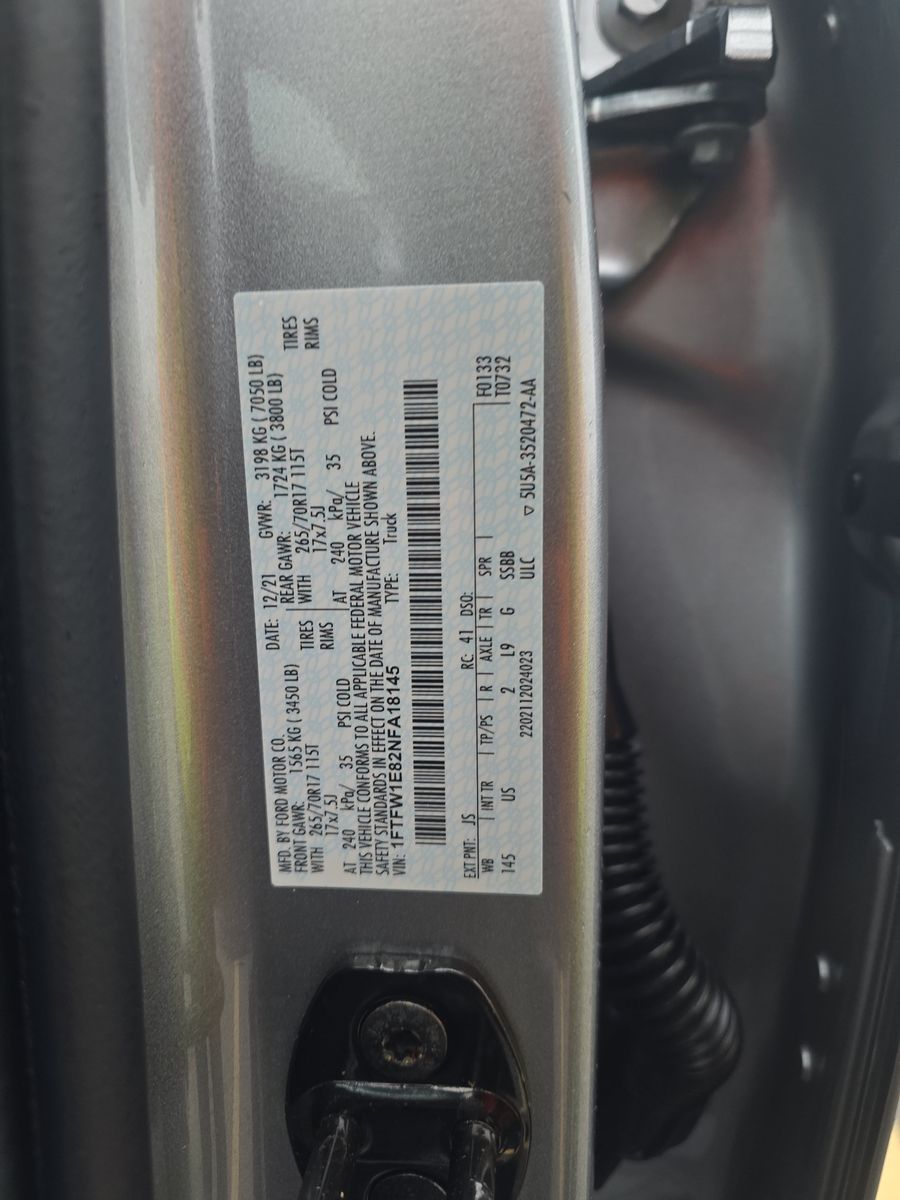 MFD. BY FORD MOTOR CO. DATE: 12/21 GVWR: 3198 KG ( 7050 LB)
FRONT GAWR: 1565 KG ( 3450 LB) REAR GAWR: 1724 KG ( 3800 LB)
WITH 265/70R17 115T TIRES WITH 265/70R17 115T TIRES
17x7.5J RIMS 17x7.5J RIMS
AT 240 kPa/ 35 PSI COLD AT 240 kPa/ 35 PSI COLD
THIS VEHICLE CONFORMS TO ALL APPLICABLE FEDERAL MOTOR VEHICLE
SAFETY STANDARDS IN EFFECT ON THE DATE OF MANUFACTURE SHOWN ABOVE.
VIN: 1FTFW1E82NFA18145 TYPE: Truck
EXT PNT: JS RC: 41 DSO: F0133
WB INT TR TP/PS R AXLE TR SPR T0732
145 US 2 L9 G SSBB
2202112024023 ULC ▽ 5U5A-3520472-AA